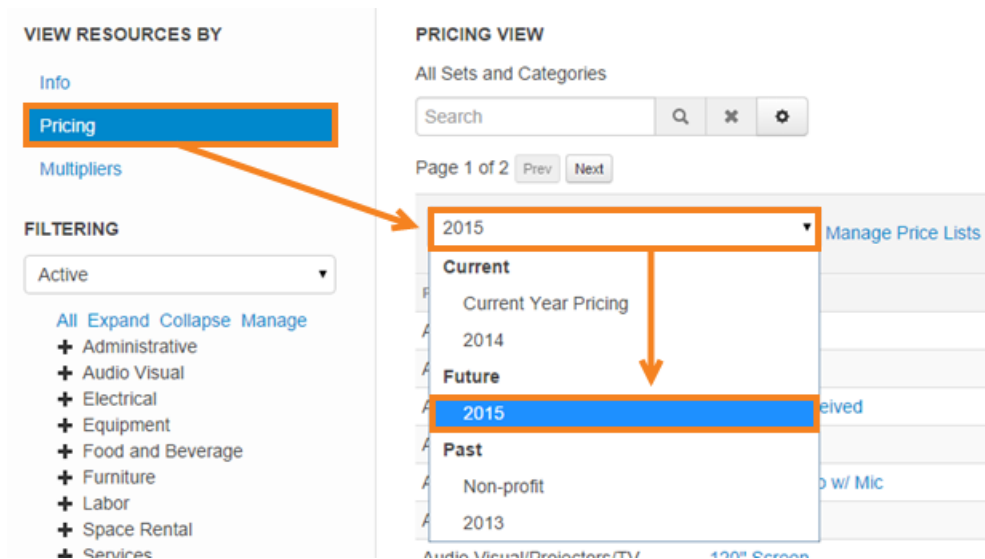 VIEW RESOURCES BY
Info
Pricing
Multipliers
FILTERING
Active
All Expand Collapse Manage
Administrative
Audio Visual
Electrical
Equipment
Food and Beverage
Furniture
Labor
Space Rental
Services
PRICING VIEW
All Sets and Categories
Search
Page 1 of 2 Prev Next
2015
Manage Price Lists
Current
Current Year Pricing
2014
Future
2015
eived
Past
Non-profit
w/ Mic
2013
Audio Visual/Projectors/TV 120" Screen